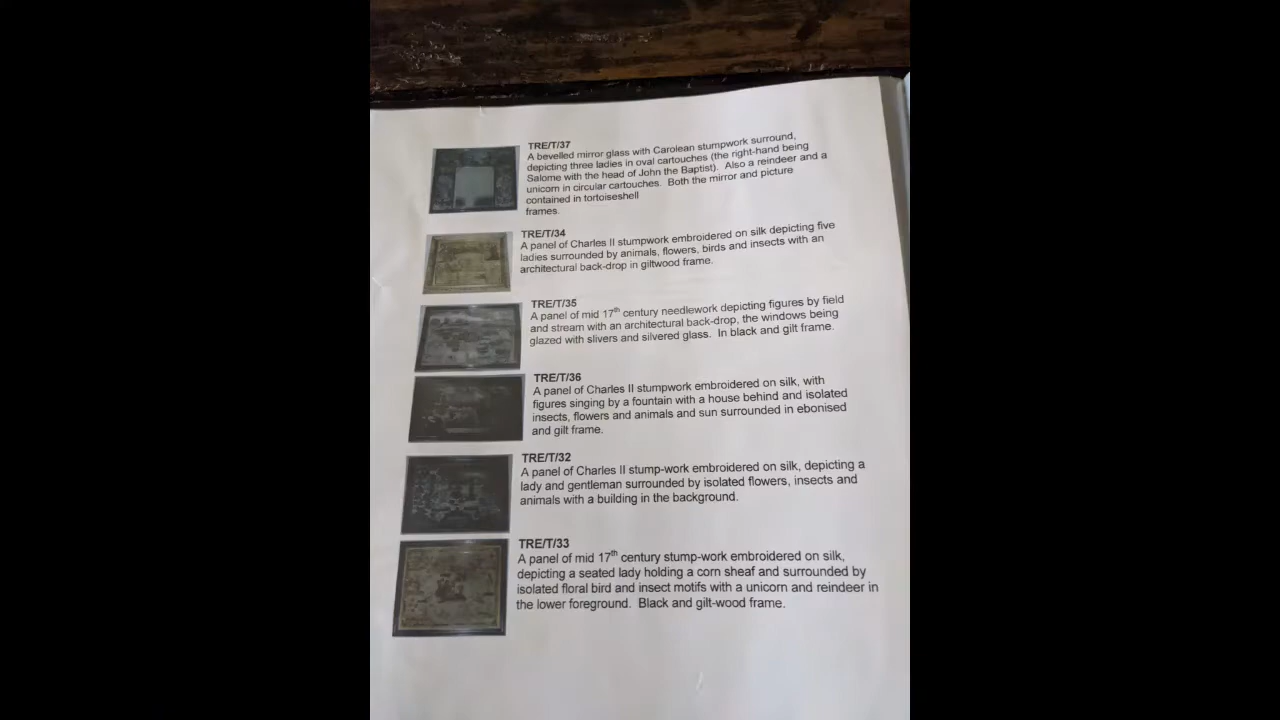 TRE/T/37
A bevelled mirror glass with Carolean stumpwork surround,
depicting three ladies in oval cartouches (the right-hand being
Salome with the head of John the Baptist).  Also a reindeer and a
unicorn in circular cartouches.  Both the mirror and picture
contained in tortoiseshell
frames.
TRE/T/34
A panel of Charles II stumpwork embroidered on silk depicting five
ladies surrounded by animals, flowers, birds and insects with an
architectural back-drop in giltwood frame.
TRE/T/35
A panel of mid 17th century needlework depicting figures by field
and stream with an architectural back-drop, the windows being
glazed with slivers and silvered glass.  In black and gilt frame.
TRE/T/36
A panel of Charles II stumpwork embroidered on silk, with
figures singing by a fountain with a house behind and isolated
insects, flowers and animals and sun surrounded in ebonised
and gilt frame.
TRE/T/32
A panel of Charles II stump-work embroidered on silk, depicting a
lady and gentleman surrounded by isolated flowers, insects and
animals with a building in the background.
TRE/T/33
A panel of mid 17th century stump-work embroidered on silk,
depicting a seated lady holding a corn sheaf and surrounded by
isolated floral bird and insect motifs with a unicorn and reindeer in
the lower foreground.  Black and gilt-wood frame.